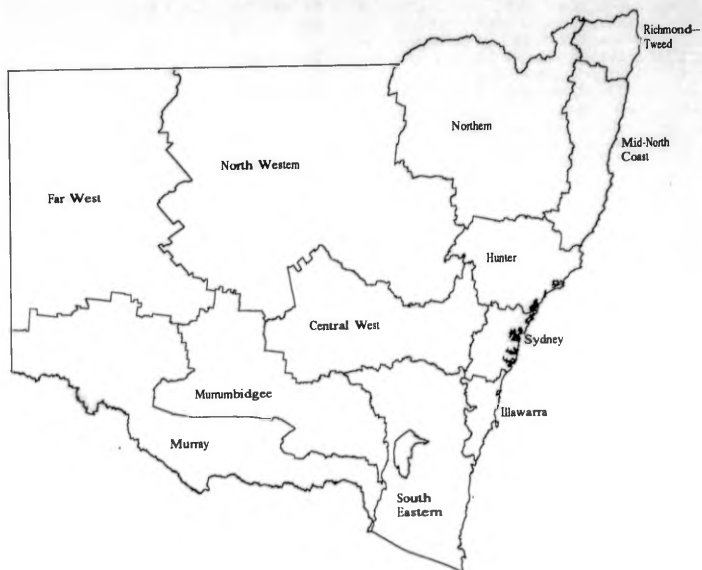 Richmond—
Tweed
Northern
Mid-North
Coast
North Western
Far West
Hunter
Central West
Sydney
Murrumbidgee
Illawarra
Murray
South
Eastern